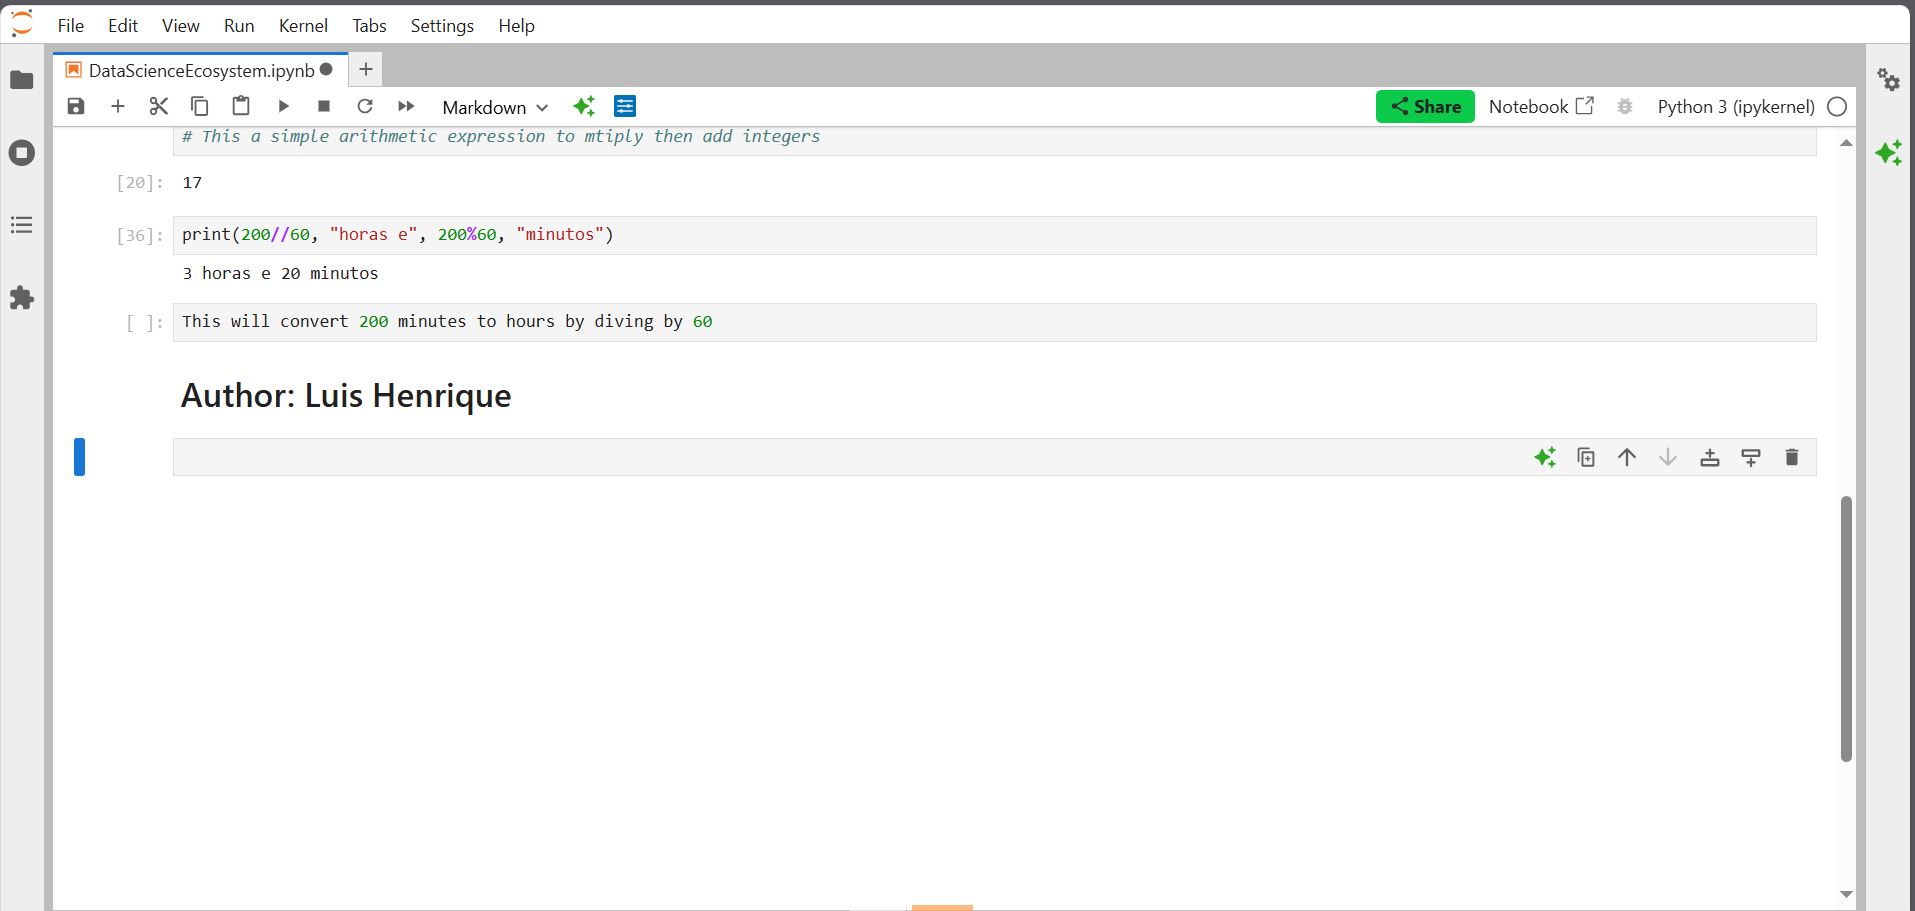 File Edit View Run Kernel Tabs Settings Help
DataScienceEcosystem.ipynb
Markdown Share Notebook Python 3 (ipykernel)
# This a simple arithmetic expression to mtiply then add integers
[20]: 17
[36]: print(200//60, "horas e", 200%60, "minutos")
3 horas e 20 minutos
[ ]: This will convert 200 minutes to hours by diving by 60
Author: Luis Henrique